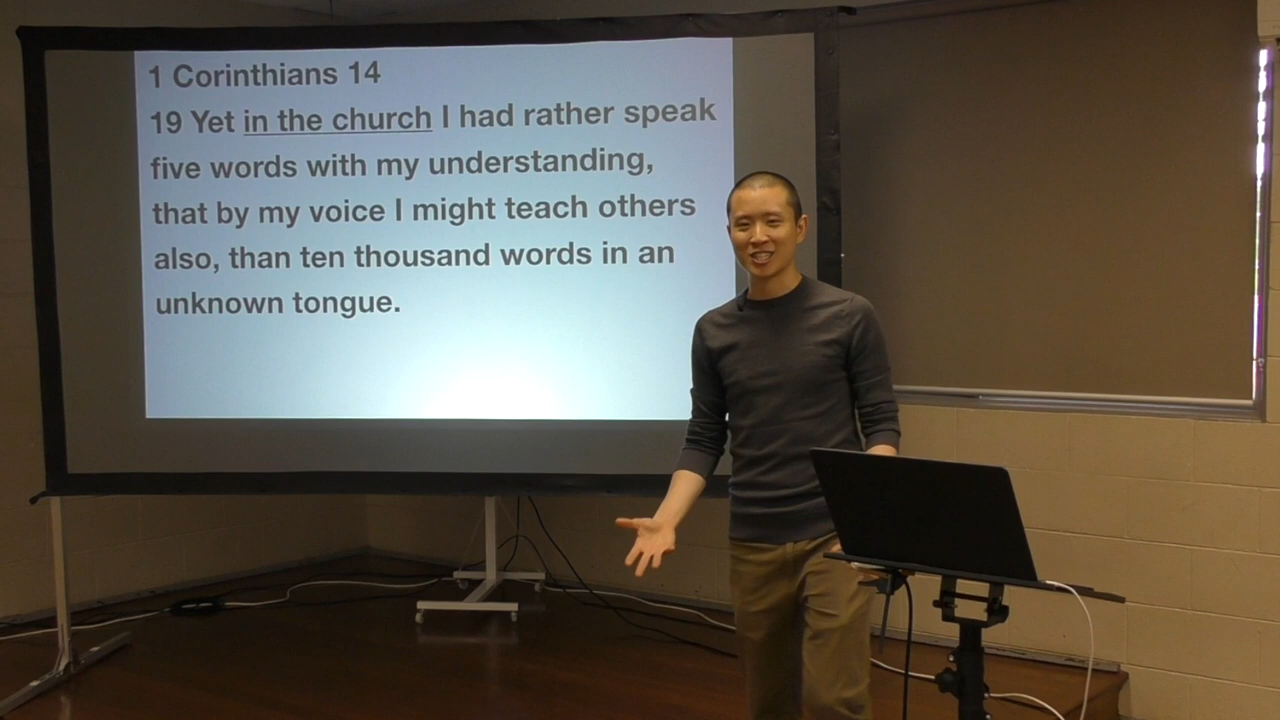 1 Corinthians 14
19 Yet in the church I had rather speak
five words with my understanding,
that by my voice I might teach others
also, than ten thousand words in an
unknown tongue.